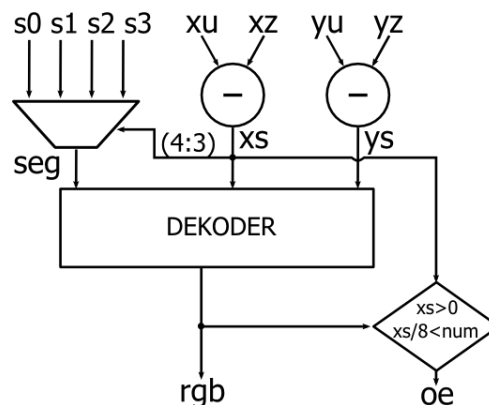 s0 s1 s2 s3 xu xz yu yz
− −
(4:3) xs ys
seg
DEKODER
xs>0
xs/8<num
rgb oe